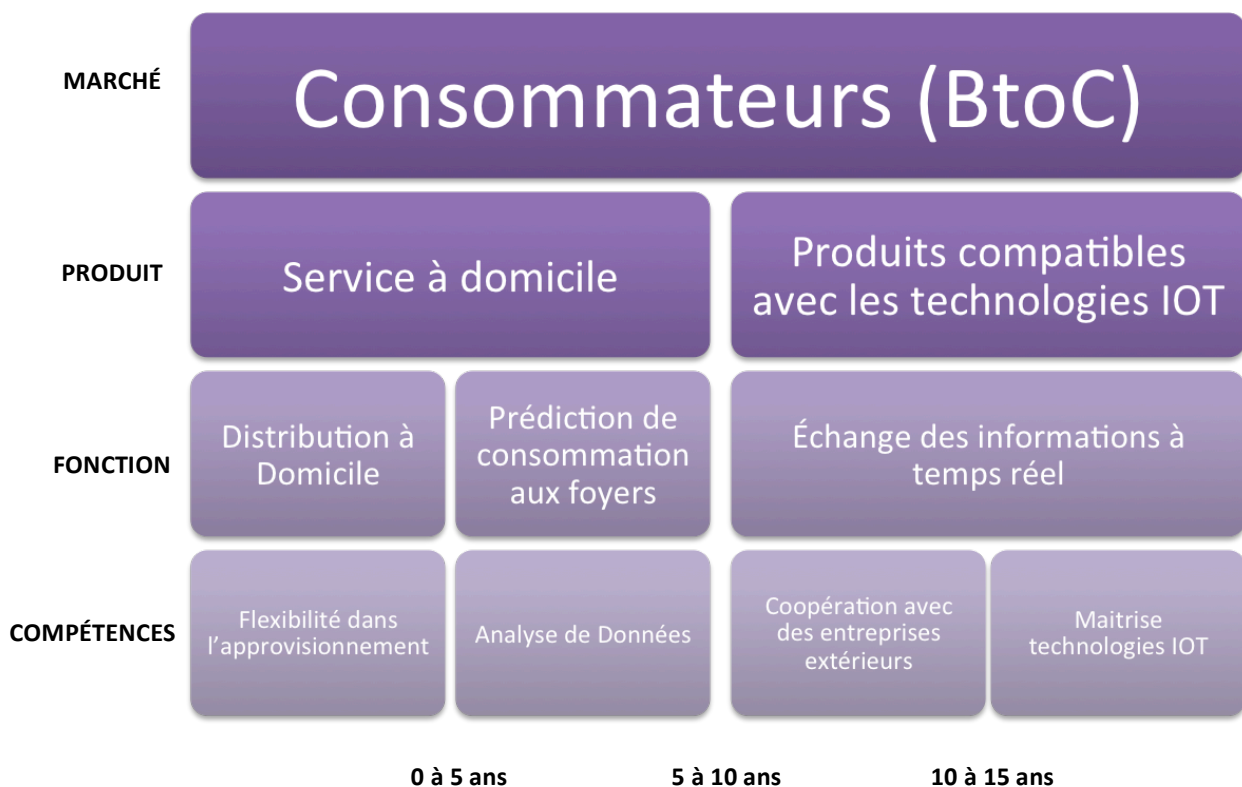 MARCHÉ
Consommateurs (BtoC)
PRODUIT
Service à domicile
Produits compatibles
avec les technologies IOT
FONCTION
Distribution à
Domicile
Prédiction de
consommation
aux foyers
Échange des informations à
temps réel
COMPÉTENCES
Flexibilité dans
l'approvisionnement
Analyse de Données
Coopération avec
des entreprises
extérieurs
Maitrise
technologies IOT
0 à 5 ans
5 à 10 ans
10 à 15 ans